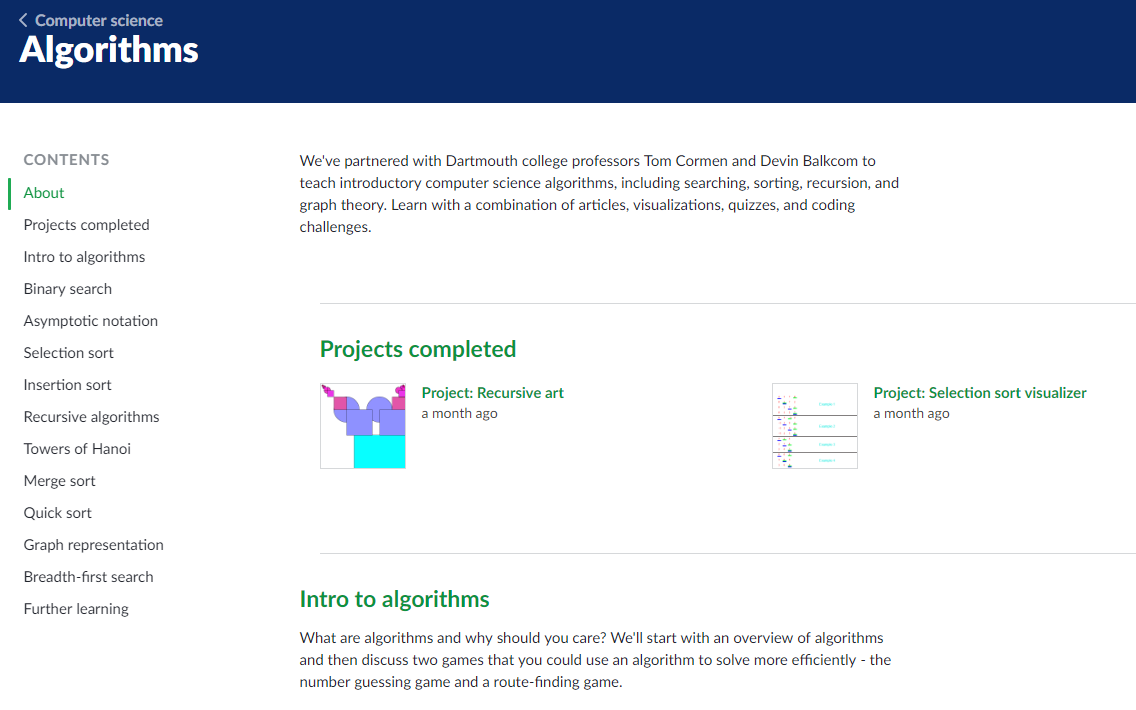 Computer science
Algorithms
CONTENTS
About
Projects completed
Intro to algorithms
Binary search
Asymptotic notation
Selection sort
Insertion sort
Recursive algorithms
Towers of Hanoi
Merge sort
Quick sort
Graph representation
Breadth-first search
Further learning
We've partnered with Dartmouth college professors Tom Cormen and Devin Balkcom to
teach introductory computer science algorithms, including searching, sorting, recursion, and
graph theory. Learn with a combination of articles, visualizations, quizzes, and coding
challenges.
Projects completed
Project: Recursive art
a month ago
Project: Selection sort visualizer
a month ago
Intro to algorithms
What are algorithms and why should you care? We'll start with an overview of algorithms
and then discuss two games that you could use an algorithm to solve more efficiently - the
number guessing game and a route-finding game.